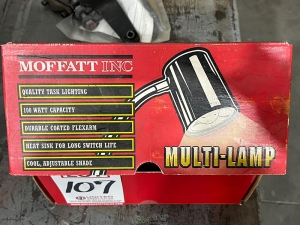 MOFFATT INC
QUALITY TASK LIGHTING
100 WATT CAPACITY
DURABLE COATED FLEXARM
HEAT SINK FOR LONG SWITCH LIFE
COOL, ADJUSTABLE SHADE
MULTI-LAMP
107